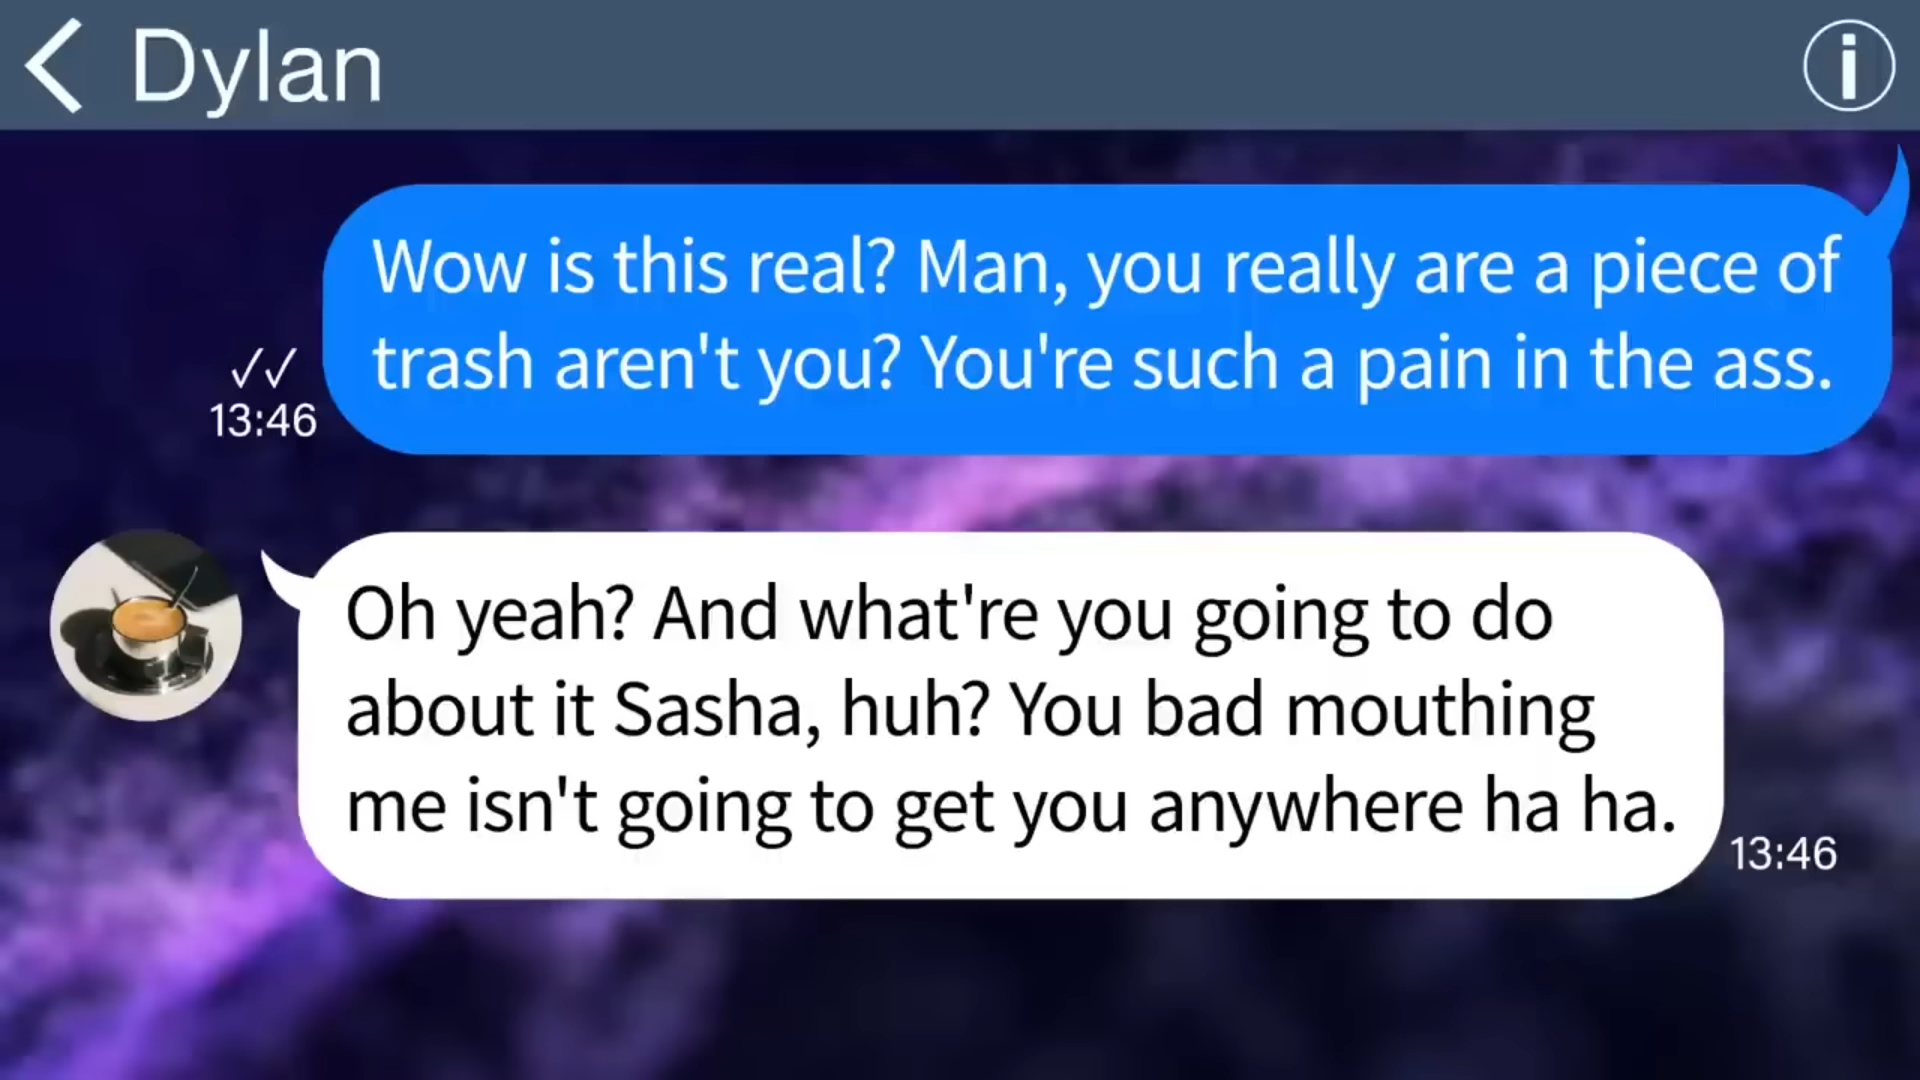 Dylan
Wow is this real? Man, you really are a piece of
trash aren't you? You're such a pain in the ass.
13:46
Oh yeah? And what're you going to do
about it Sasha, huh? You bad mouthing
me isn't going to get you anywhere ha ha.
13:46